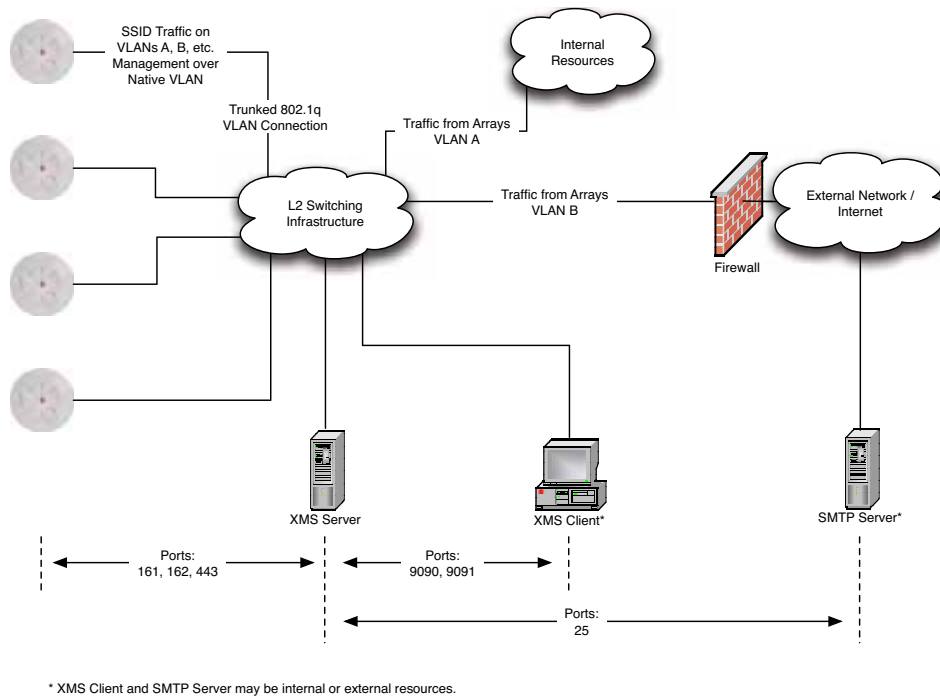 SSID Traffic on
VLANs A, B, etc.
Management over
Native VLAN
Internal
Resources
Trunked 802.1q
VLAN Connection
Traffic from Arrays
VLAN A
L2 Switching
Infrastructure
Traffic from Arrays
VLAN B
External Network /
Internet
Firewall
XMS Server
XMS Client*
SMTP Server*
Ports:
161, 162, 443
Ports:
9090, 9091
Ports:
25
* XMS Client and SMTP Server may be internal or external resources.